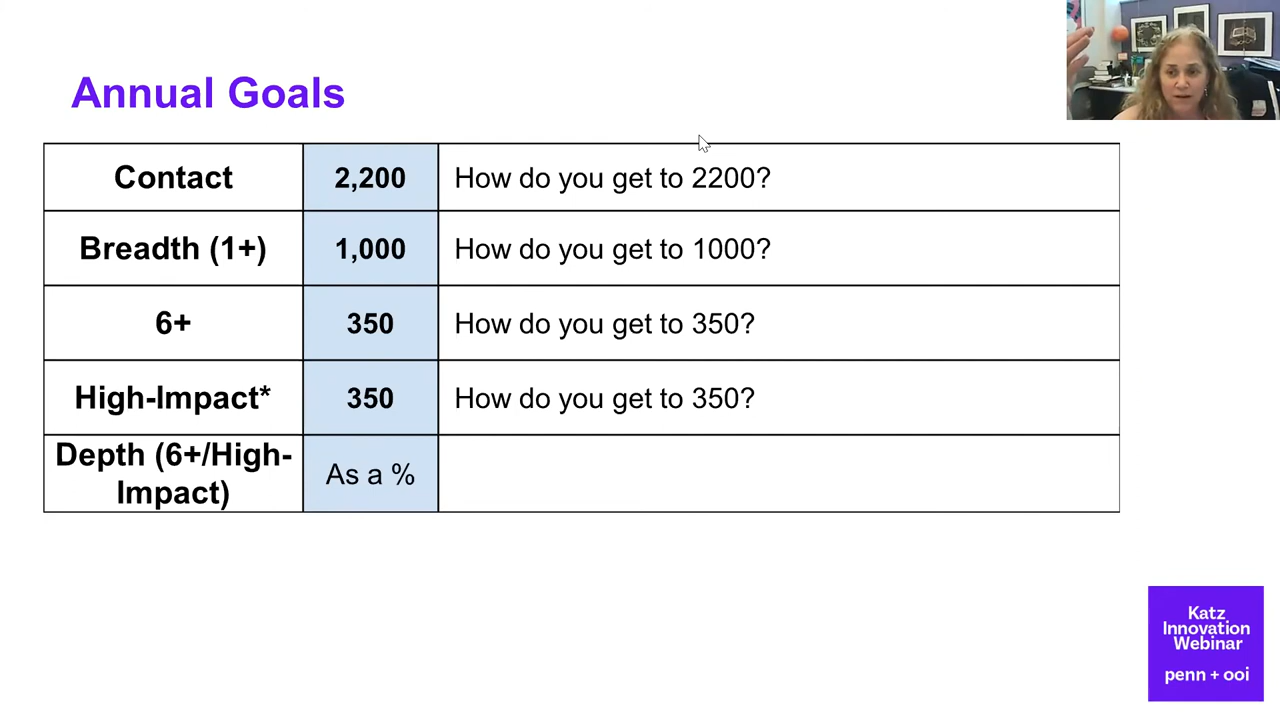 Annual Goals
Contact 2,200 How do you get to 2200?
Breadth (1+) 1,000 How do you get to 1000?
6+ 350 How do you get to 350?
High-Impact* 350 How do you get to 350?
Depth (6+/High-
Impact) As a %
Katz
Innovation
Webinar
penn + ooi